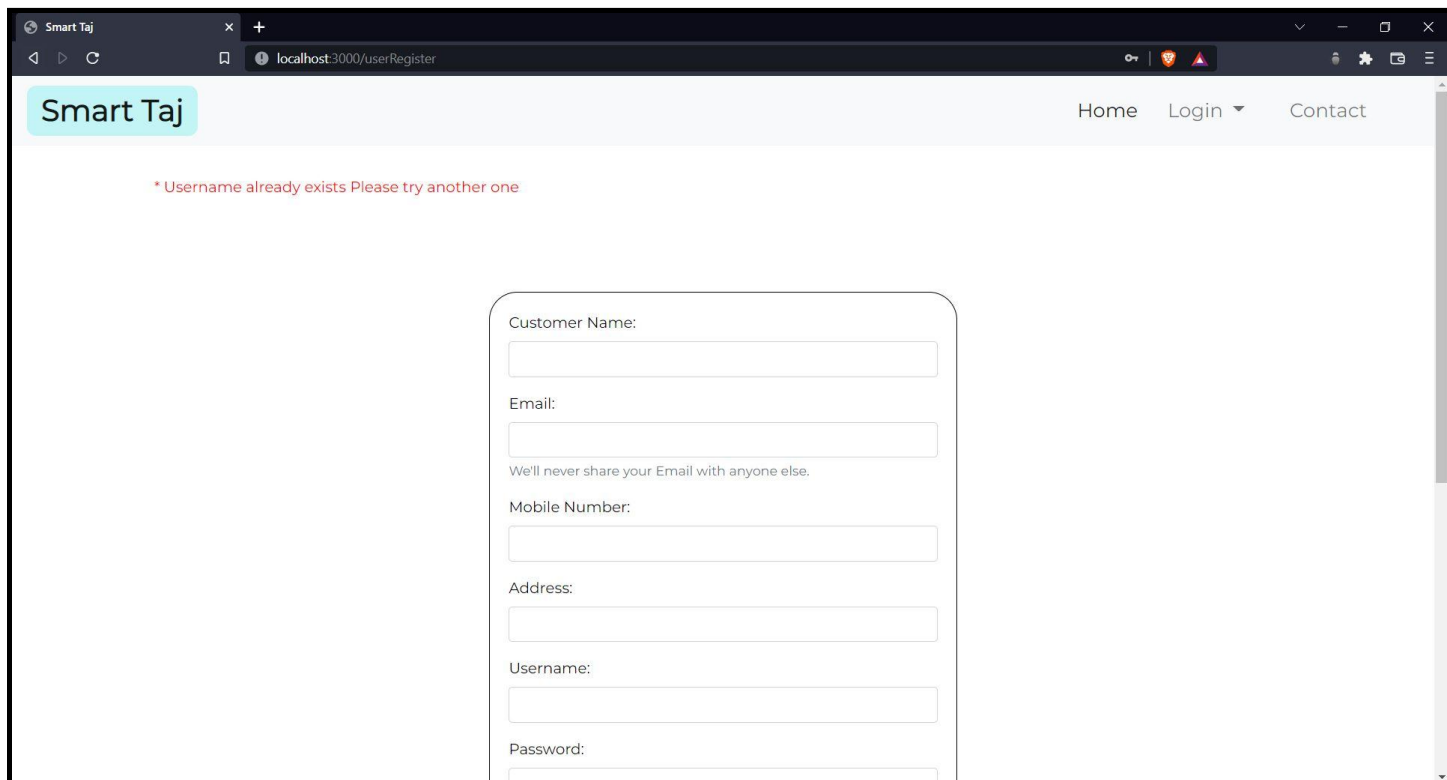 Smart Taj
localhost:3000/userRegister
Smart Taj
Home Login Contact
* Username already exists Please try another one
Customer Name:
Email:
We'll never share your Email with anyone else.
Mobile Number:
Address:
Username:
Password: